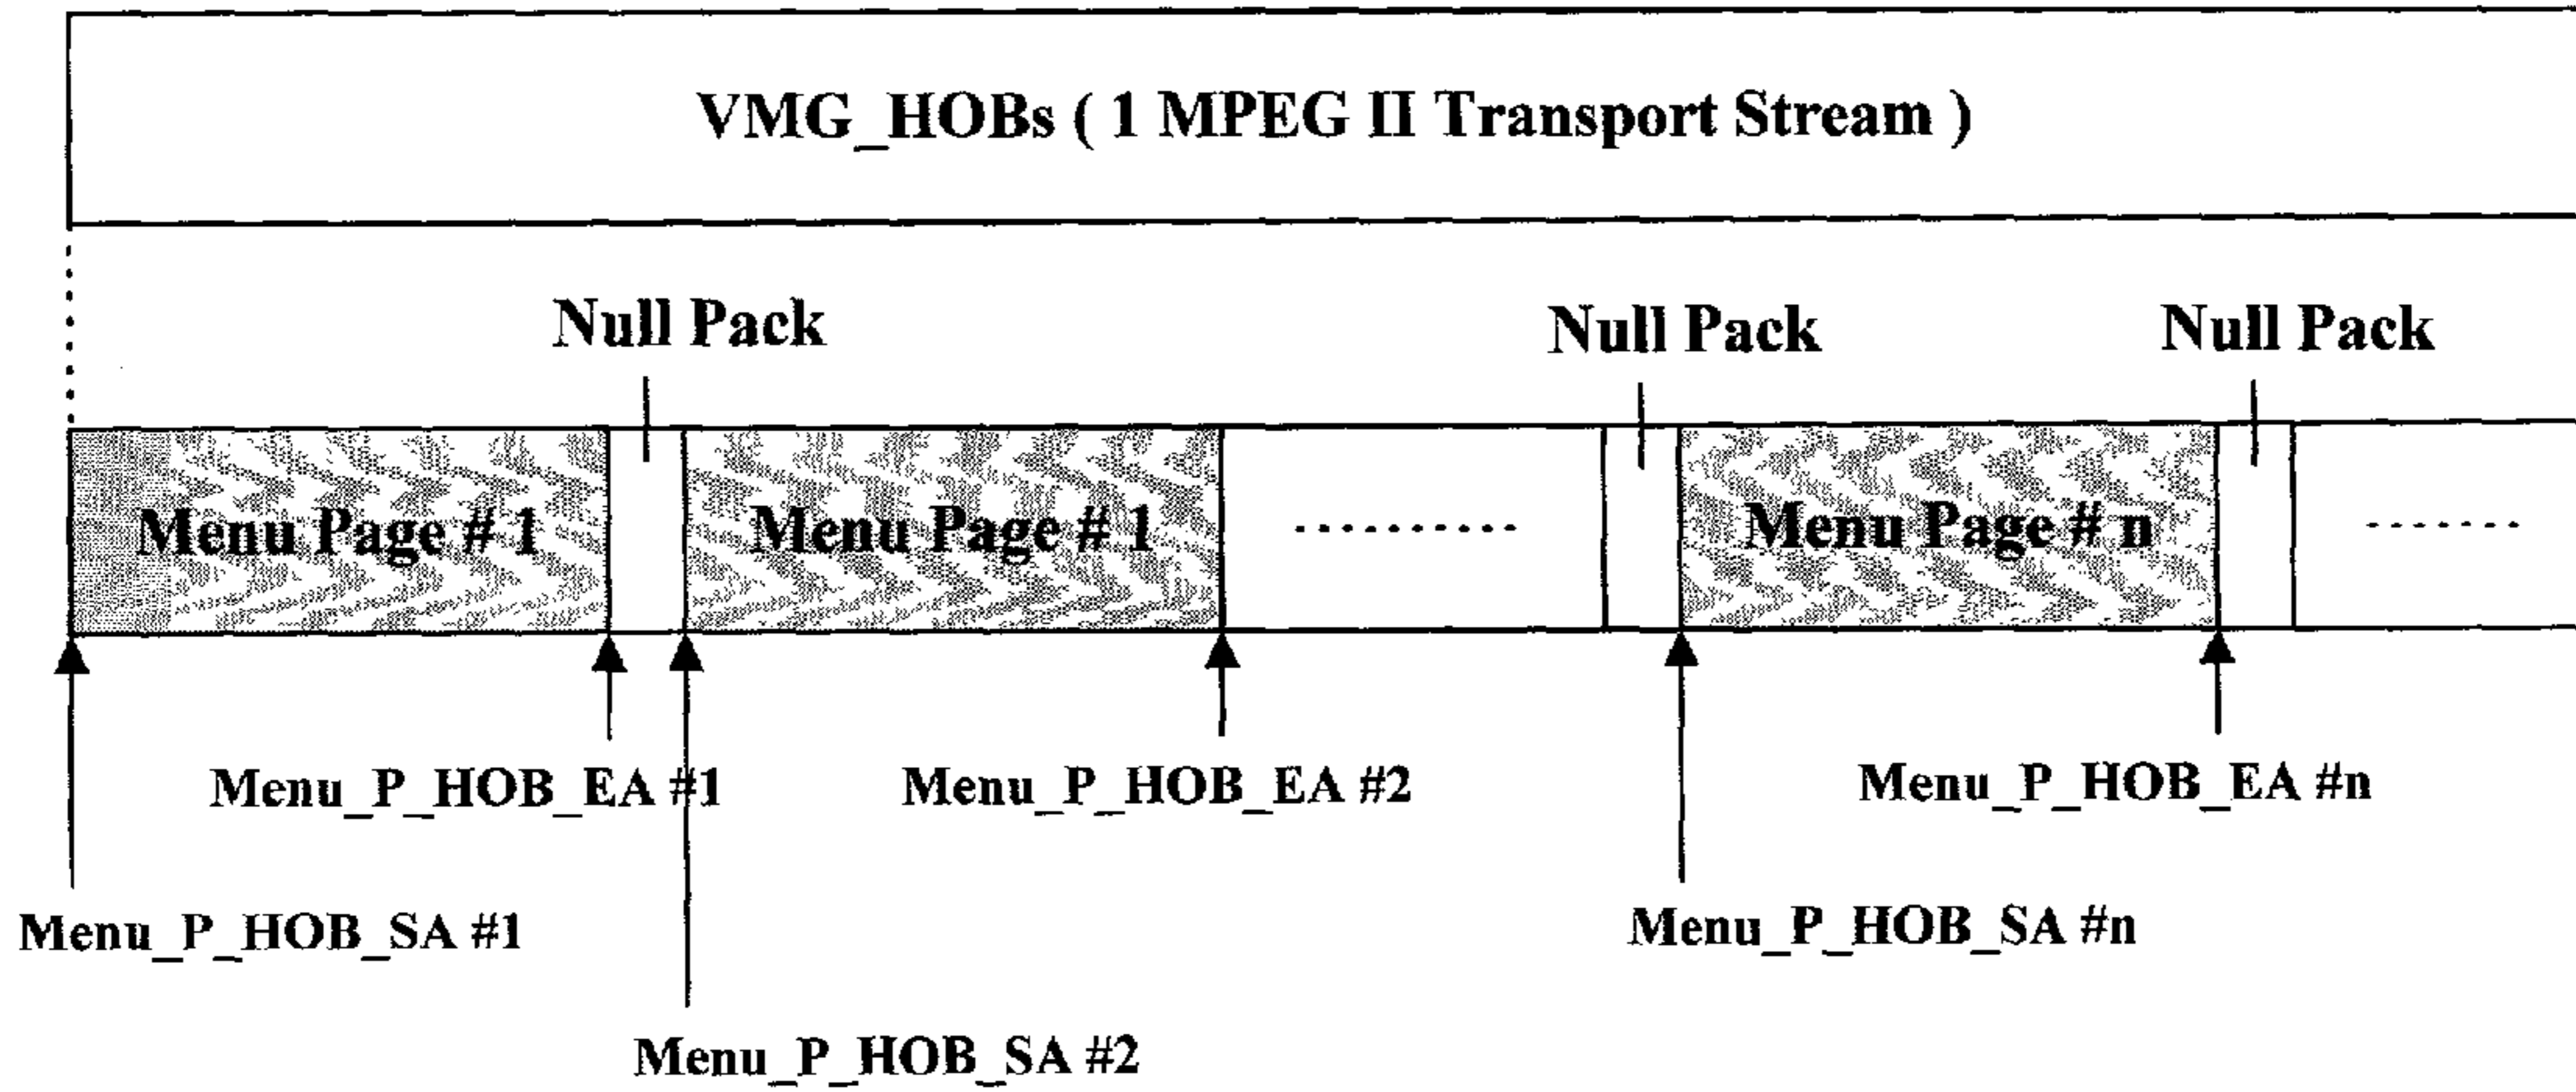 VMG_HOBs ( 1 MPEG II Transport Stream )
Null Pack
Null Pack
Null Pack
Menu Page # 1
Menu Page # 1
Menu Page # n
Menu_P_HOB_EA #1
Menu_P_HOB_EA #2
Menu_P_HOB_EA #n
Menu_P_HOB_SA #1
Menu_P_HOB_SA #n
Menu_P_HOB_SA #2